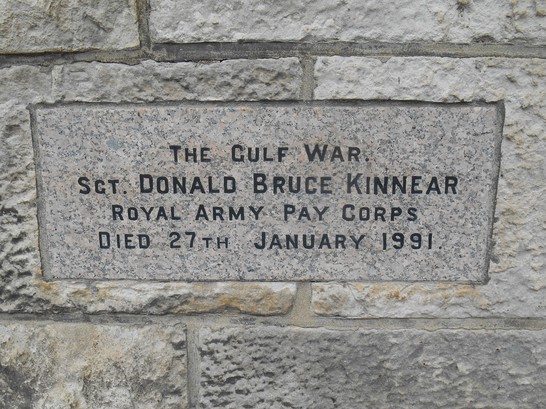 THE GULF WAR.
SGT. DONALD BRUCE KINNEAR
ROYAL ARMY PAY CORPS
DIED 27TH JANUARY 1991.